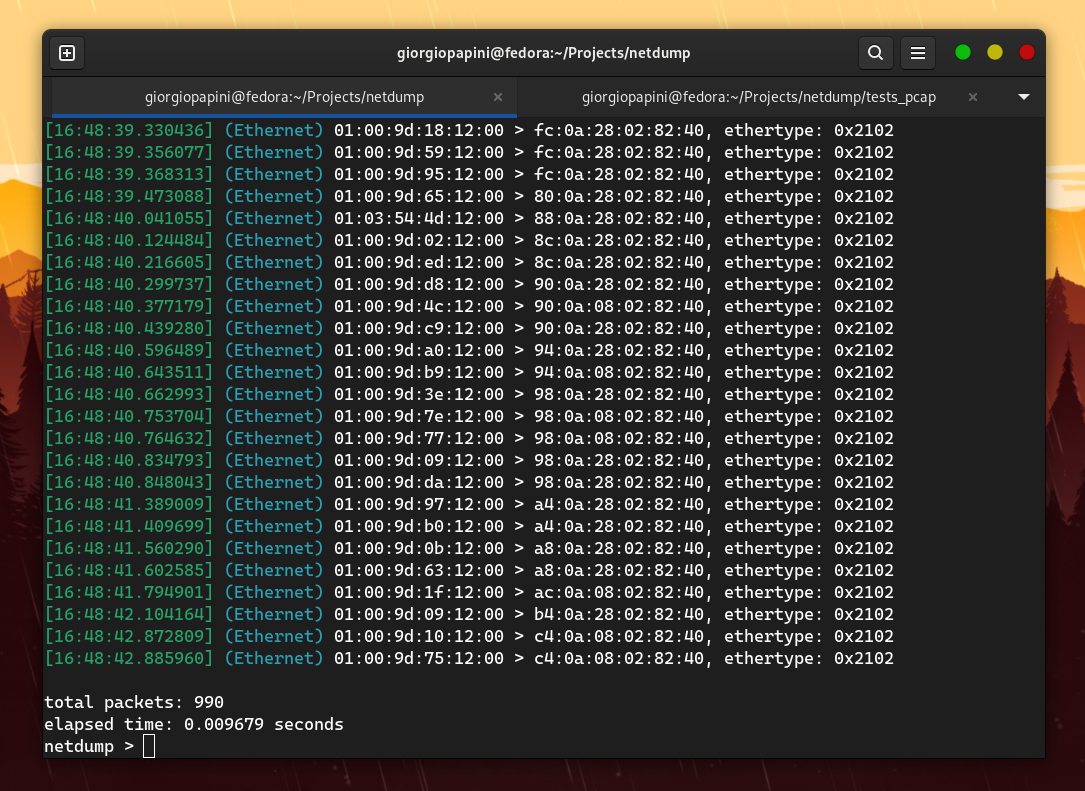 giorgiopapini@fedora:~/Projects/netdump
giorgiopapini@fedora:~/Projects/netdump
giorgiopapini@fedora:~/Projects/netdump/tests_pcap
[16:48:39.330436] (Ethernet) 01:00:9d:18:12:00 > fc:0a:28:02:82:40, ethertype: 0x2102
[16:48:39.356077] (Ethernet) 01:00:9d:59:12:00 > fc:0a:28:02:82:40, ethertype: 0x2102
[16:48:39.368313] (Ethernet) 01:00:9d:95:12:00 > fc:0a:28:02:82:40, ethertype: 0x2102
[16:48:39.473088] (Ethernet) 01:00:9d:65:12:00 > 80:0a:28:02:82:40, ethertype: 0x2102
[16:48:40.041055] (Ethernet) 01:03:54:4d:12:00 > 88:0a:28:02:82:40, ethertype: 0x2102
[16:48:40.124484] (Ethernet) 01:00:9d:02:12:00 > 8c:0a:28:02:82:40, ethertype: 0x2102
[16:48:40.216605] (Ethernet) 01:00:9d:ed:12:00 > 8c:0a:28:02:82:40, ethertype: 0x2102
[16:48:40.299737] (Ethernet) 01:00:9d:d8:12:00 > 90:0a:28:02:82:40, ethertype: 0x2102
[16:48:40.377179] (Ethernet) 01:00:9d:4c:12:00 > 90:0a:08:02:82:40, ethertype: 0x2102
[16:48:40.439280] (Ethernet) 01:00:9d:c9:12:00 > 90:0a:28:02:82:40, ethertype: 0x2102
[16:48:40.596489] (Ethernet) 01:00:9d:a0:12:00 > 94:0a:28:02:82:40, ethertype: 0x2102
[16:48:40.643511] (Ethernet) 01:00:9d:b9:12:00 > 94:0a:08:02:82:40, ethertype: 0x2102
[16:48:40.662993] (Ethernet) 01:00:9d:3e:12:00 > 98:0a:28:02:82:40, ethertype: 0x2102
[16:48:40.753704] (Ethernet) 01:00:9d:7e:12:00 > 98:0a:08:02:82:40, ethertype: 0x2102
[16:48:40.764632] (Ethernet) 01:00:9d:77:12:00 > 98:0a:08:02:82:40, ethertype: 0x2102
[16:48:40.834793] (Ethernet) 01:00:9d:09:12:00 > 98:0a:08:02:82:40, ethertype: 0x2102
[16:48:40.848043] (Ethernet) 01:00:9d:da:12:00 > 98:0a:28:02:82:40, ethertype: 0x2102
[16:48:41.389009] (Ethernet) 01:00:9d:97:12:00 > a4:0a:28:02:82:40, ethertype: 0x2102
[16:48:41.409699] (Ethernet) 01:00:9d:b0:12:00 > a4:0a:28:02:82:40, ethertype: 0x2102
[16:48:41.560290] (Ethernet) 01:00:9d:0b:12:00 > a8:0a:28:02:82:40, ethertype: 0x2102
[16:48:41.602585] (Ethernet) 01:00:9d:63:12:00 > a8:0a:28:02:82:40, ethertype: 0x2102
[16:48:41.794901] (Ethernet) 01:00:9d:1f:12:00 > ac:0a:08:02:82:40, ethertype: 0x2102
[16:48:42.104164] (Ethernet) 01:00:9d:09:12:00 > b4:0a:28:02:82:40, ethertype: 0x2102
[16:48:42.872809] (Ethernet) 01:00:9d:10:12:00 > c4:0a:08:02:82:40, ethertype: 0x2102
[16:48:42.885960] (Ethernet) 01:00:9d:75:12:00 > c4:0a:08:02:82:40, ethertype: 0x2102
total packets: 990
elapsed time: 0.009679 seconds
netdump >